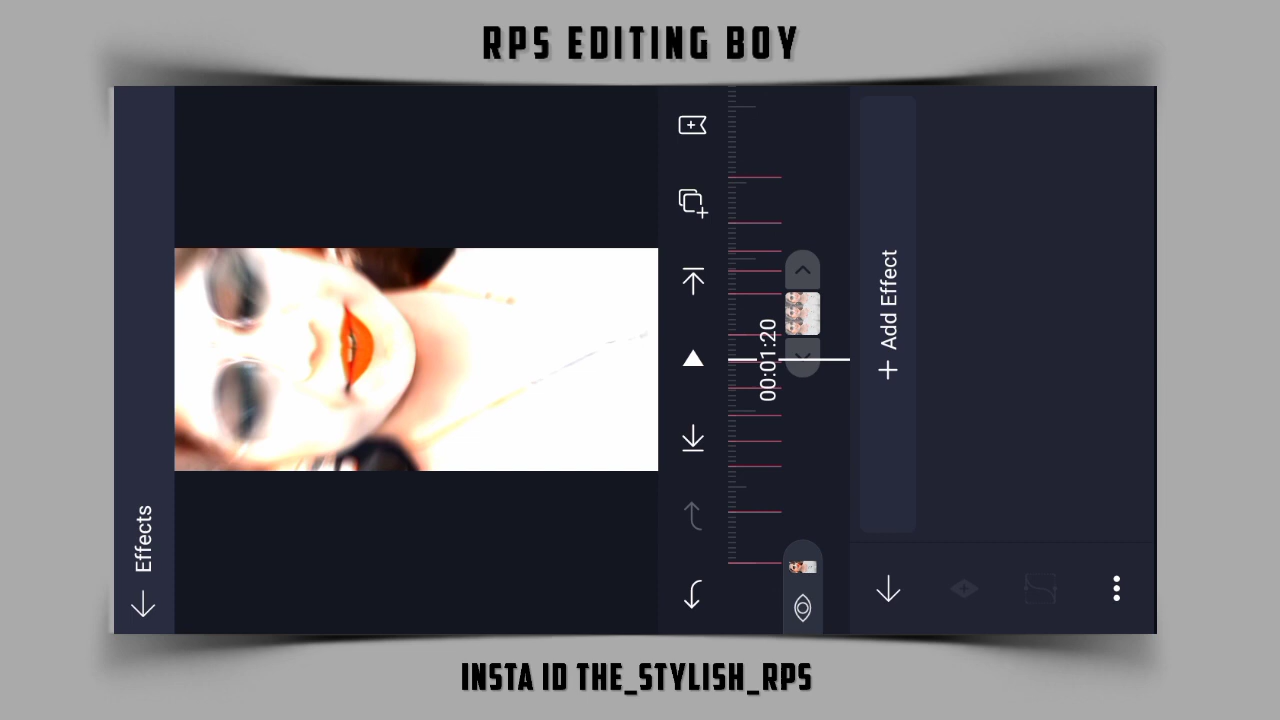 RPS EDITING BOY
Effects
00:01:20
+ Add Effect
INSTA ID THE_STYLISH_RPS